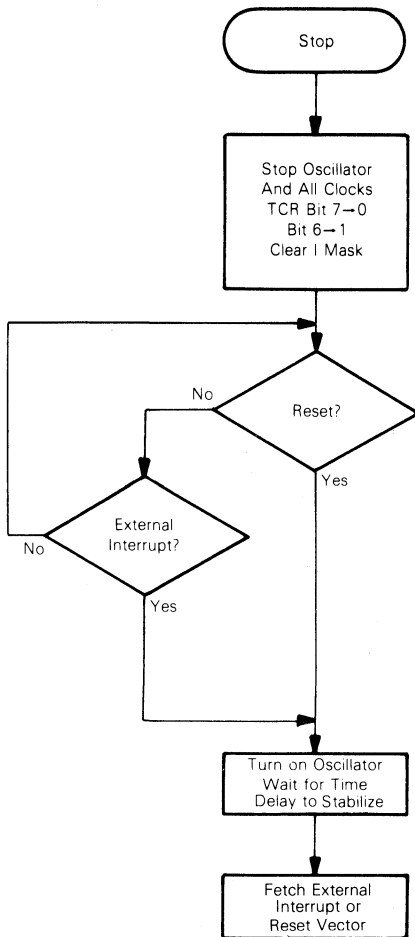 Stop
Stop Oscillator
And All Clocks
TCR Bit 7→0
Bit 6→1
Clear I Mask
No
Reset?
Yes
External
Interrupt?
No
Yes
Turn on Oscillator
Wait for Time
Delay to Stabilize
Fetch External
Interrupt or
Reset Vector